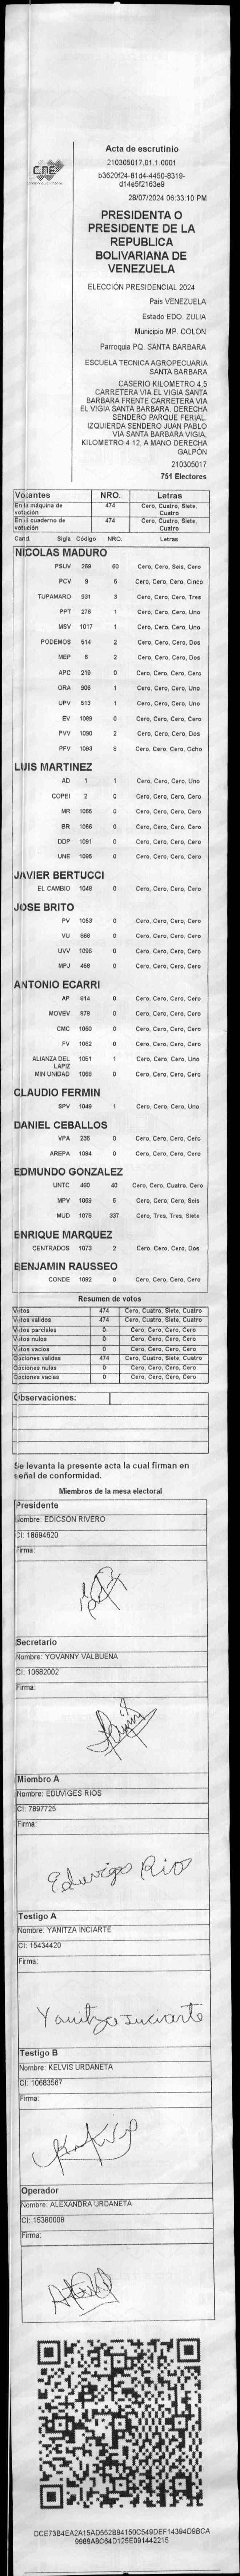 CNE
Acta de escrutinio
210305017.01.1.0001
b3620f24-81d4-4450-8319-
d14e5f2163a9
28/07/2024 06:33:10 PM
PRESIDENTA O
PRESIDENTE DE LA
REPUBLICA
BOLIVARIANA DE
VENEZUELA
ELECCIÓN PRESIDENCIAL 2024
Pais VENEZUELA
Estado EDO. ZULIA
Municipio MP. COLON
Parroquia PQ. SANTA BARBARA
ESCUELA TECNICA AGROPECUARIA
SANTA BARBARA
CASERIO KILOMETRO 4,5
CARRETERA VIA EL VIGIA SANTA
BARBARA FRENTE CARRETERA VIA
EL VIGIA SANTA BARBARA. DERECHA
SENDERO PARQUE FERIAL.
IZQUIERDA SENDERO JUAN PABLO
VIA SANTA BARBARA VIGIA,
KILOMETRO 4 12, A MANO DERECHA
GALPÓN
210305017
751 Electores
Votantes NRO. Letras
En la máquina de votación 474 Cero, Cuatro, Siete, Cuatro
En el cuaderno de votación 474 Cero, Cuatro, Siete, Cuatro
Cand. Sigla Código NRO. Letras
NICOLAS MADURO
PSUV 269 60 Cero, Cero, Seis, Cero
PCV 9 5 Cero, Cero, Cero, Cinco
TUPAMARO 931 3 Cero, Cero, Cero, Tres
PPT 276 1 Cero, Cero, Cero, Uno
MSV 1017 1 Cero, Cero, Cero, Uno
PODEMOS 514 2 Cero, Cero, Cero, Dos
MEP 6 2 Cero, Cero, Cero, Dos
APC 219 0 Cero, Cero, Cero, Cero
ORA 906 1 Cero, Cero, Cero, Uno
UPV 513 1 Cero, Cero, Cero, Uno
EV 1089 0 Cero, Cero, Cero, Cero
PVV 1090 2 Cero, Cero, Cero, Dos
PFV 1093 8 Cero, Cero, Cero, Ocho
LUIS MARTINEZ
AD 1 1 Cero, Cero, Cero, Uno
COPEI 2 0 Cero, Cero, Cero, Cero
MR 1066 0 Cero, Cero, Cero, Cero
BR 1066 0 Cero, Cero, Cero, Cero
DDP 1091 0 Cero, Cero, Cero, Cero
UNE 1095 0 Cero, Cero, Cero, Cero
JAVIER BERTUCCI
EL CAMBIO 1048 0 Cero, Cero, Cero, Cero
JOSE BRITO
PV 1053 0 Cero, Cero, Cero, Cero
VU 868 0 Cero, Cero, Cero, Cero
UVV 1096 0 Cero, Cero, Cero, Cero
MPJ 458 0 Cero, Cero, Cero, Cero
ANTONIO ECARRI
AP 814 0 Cero, Cero, Cero, Cero
MOVEV 878 0 Cero, Cero, Cero, Cero
CMC 1050 0 Cero, Cero, Cero, Cero
FV 1062 0 Cero, Cero, Cero, Cero
ALIANZA DEL LAPIZ 1051 1 Cero, Cero, Cero, Uno
MIN UNIDAD 1068 0 Cero, Cero, Cero, Cero
CLAUDIO FERMIN
SPV 1049 1 Cero, Cero, Cero, Uno
DANIEL CEBALLOS
VPA 236 0 Cero, Cero, Cero, Cero
AREPA 1094 0 Cero, Cero, Cero, Cero
EDMUNDO GONZALEZ
UNTC 460 40 Cero, Cero, Cuatro, Cero
MPV 1069 6 Cero, Cero, Cero, Seis
MUD 1075 337 Cero, Tres, Tres, Siete
ENRIQUE MARQUEZ
CENTRADOS 1073 2 Cero, Cero, Cero, Dos
BENJAMIN RAUSSEO
CONDE 1092 0 Cero, Cero, Cero, Cero
Resumen de votos
Votos 474 Cero, Cuatro, Siete, Cuatro
Votos válidos 474 Cero, Cuatro, Siete, Cuatro
Votos parciales 0 Cero, Cero, Cero, Cero
Votos nulos 0 Cero, Cero, Cero, Cero
Votos vacios 0 Cero, Cero, Cero, Cero
Opciones validas 474 Cero, Cuatro, Siete, Cuatro
Opciones nulas 0 Cero, Cero, Cero, Cero
Opciones vacias 0 Cero, Cero, Cero, Cero
Observaciones:
Se levanta la presente acta la cual firman en
señal de conformidad.
Miembros de la mesa electoral
Presidente
Nombre: EDICSON RIVERO
CI: 18694620
Firma:
Secretario
Nombre: YOVANNY VALBUENA
CI: 10682002
Firma:
Miembro A
Nombre: EDUVIGES RIOS
CI: 7897725
Firma:
Eduviges Rios
Testigo A
Nombre: YANITZA INCIARTE
CI: 15434420
Firma:
Yanitza Inciarte
Testigo B
Nombre: KELVIS URDANETA
CI: 10683567
Firma:
Operador
Nombre: ALEXANDRA URDANETA
CI: 15380008
Firma:
DCE73B4EA2A15AD552B94150C549DEF14394D9BCA
9989A8C64D125E091442215